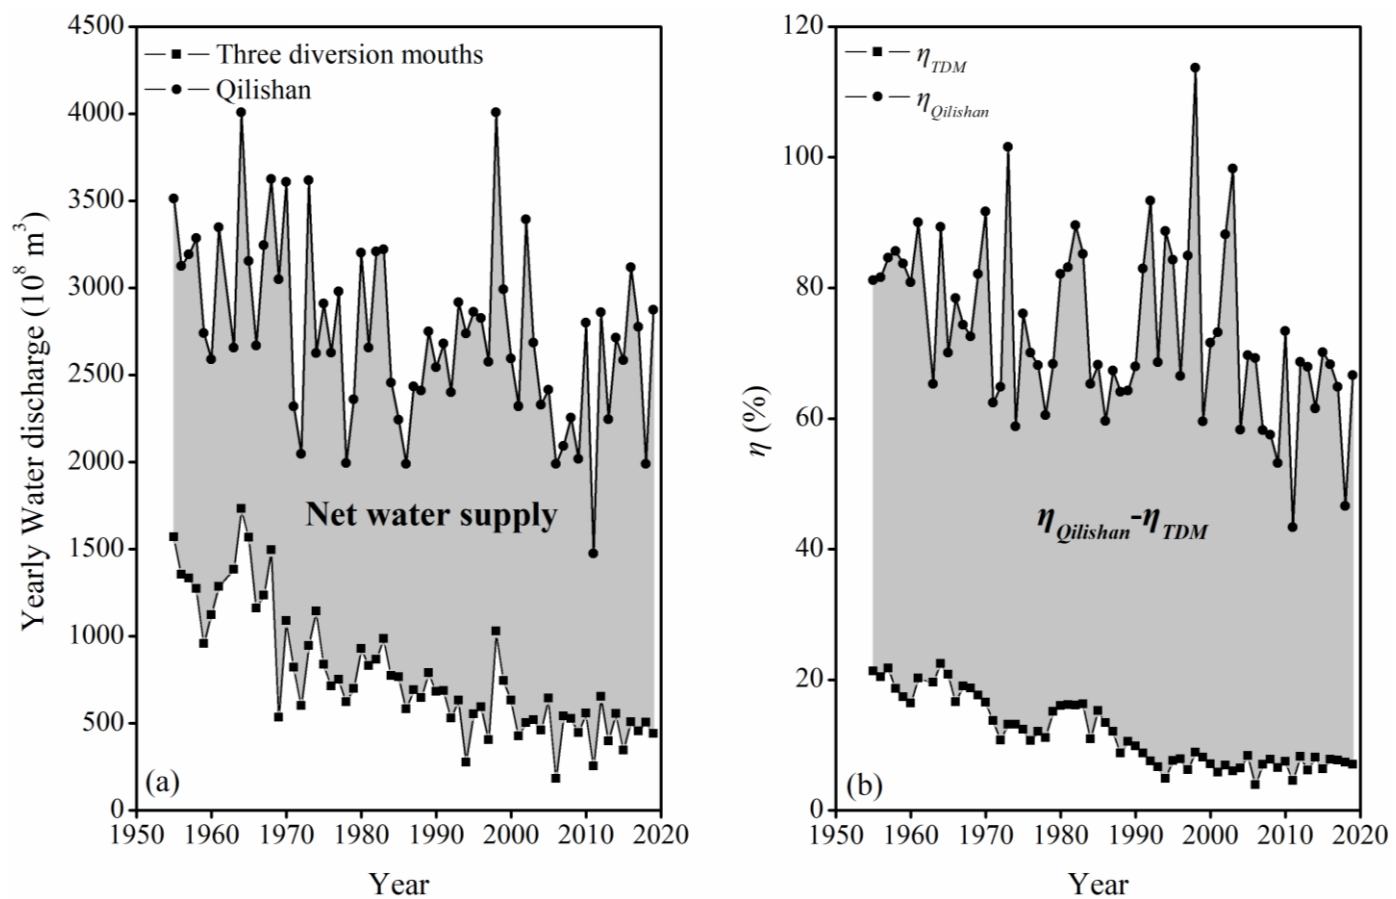 4500
4000
3500
3000
2500
2000
1500
1000
500
0
Yearly Water discharge (10⁸ m³)
Three diversion mouths
Qilishan
Net water supply
(a)
1950 1960 1970 1980 1990 2000 2010 2020
Year
120
100
80
60
40
20
0
η (%)
η_TDM
η_Qilishan
η_Qilishan-η_TDM
(b)
1950 1960 1970 1980 1990 2000 2010 2020
Year